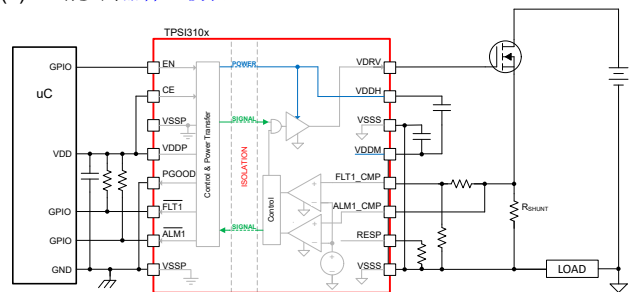 TPSI310x
GPIO
EN
POWER
VDRV
uC
CE
VDDH
VSSP
SIGNAL
VSSS
VDD
VDDP
Control & Power Transfer
ISOLATION
VDDM
PGOOD
FLT1_CMP
GPIO
FLT1
Control
ALM1_CMP
RSHUNT
GPIO
ALM1
SIGNAL
RESP
GND
VSSP
VSSS
LOAD